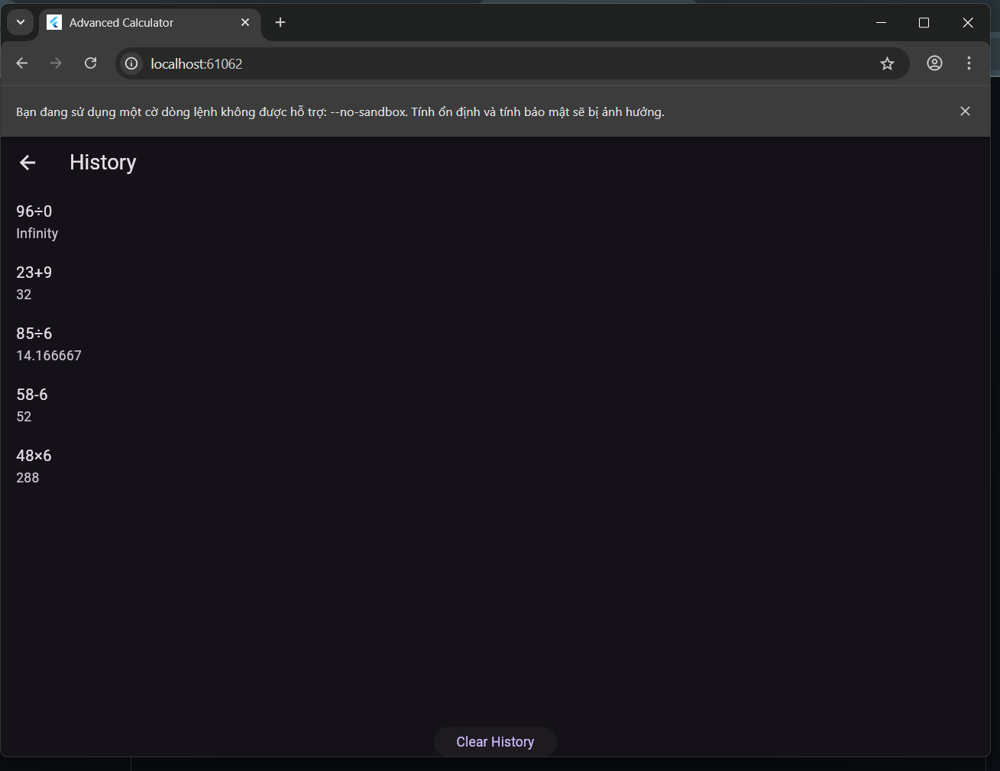 Advanced Calculator
localhost:61062
Bạn đang sử dụng một cờ dòng lệnh không được hỗ trợ: --no-sandbox. Tính ổn định và tính bảo mật sẽ bị ảnh hưởng.
History
96÷0
Infinity
23+9
32
85÷6
14.166667
58-6
52
48×6
288
Clear History